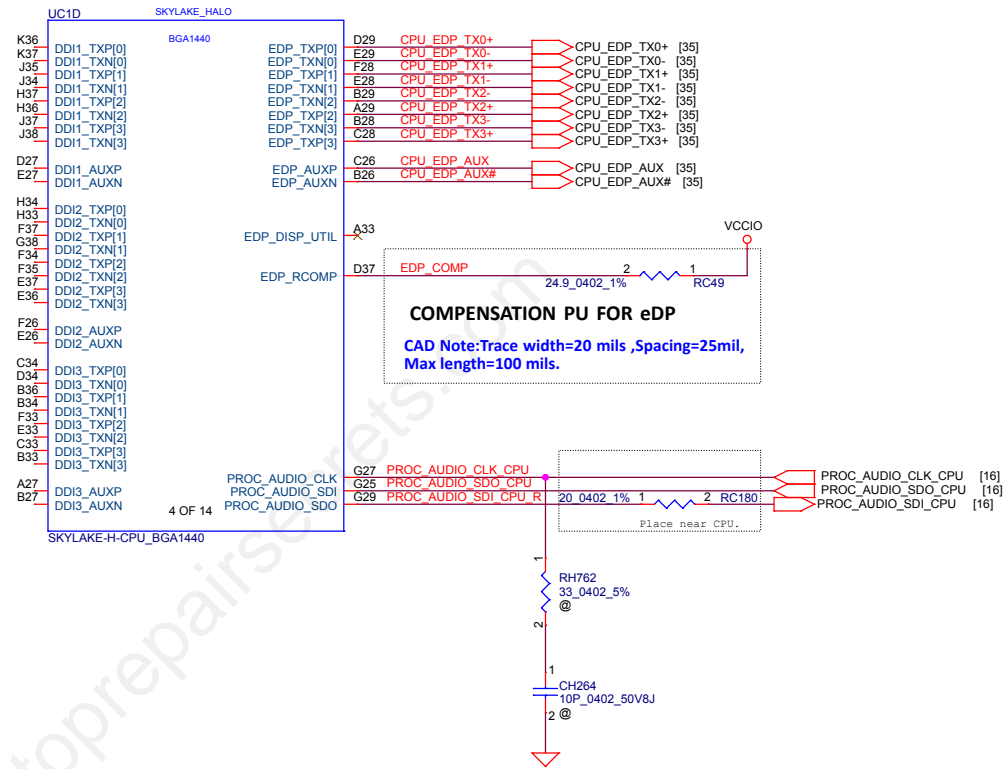 UC1D
SKYLAKE_HALO
BGA1440
K36 DDI1_TXP[0]
K37 DDI1_TXN[0]
J35 DDI1_TXP[1]
J34 DDI1_TXN[1]
H37 DDI1_TXP[2]
H36 DDI1_TXN[2]
J37 DDI1_TXP[3]
J38 DDI1_TXN[3]
D27 DDI1_AUXP
E27 DDI1_AUXN
H34 DDI2_TXP[0]
H33 DDI2_TXN[0]
F37 DDI2_TXP[1]
G38 DDI2_TXN[1]
F34 DDI2_TXP[2]
F35 DDI2_TXN[2]
E37 DDI2_TXP[3]
E36 DDI2_TXN[3]
F26 DDI2_AUXP
E26 DDI2_AUXN
C34 DDI3_TXP[0]
D34 DDI3_TXN[0]
B36 DDI3_TXP[1]
B34 DDI3_TXN[1]
F33 DDI3_TXP[2]
E33 DDI3_TXN[2]
C33 DDI3_TXP[3]
B33 DDI3_TXN[3]
A27 DDI3_AUXP
B27 DDI3_AUXN
EDP_TXP[0] D29 CPU_EDP_TX0+ CPU_EDP_TX0+ [35]
EDP_TXN[0] E29 CPU_EDP_TX0- CPU_EDP_TX0- [35]
EDP_TXP[1] F28 CPU_EDP_TX1+ CPU_EDP_TX1+ [35]
EDP_TXN[1] E28 CPU_EDP_TX1- CPU_EDP_TX1- [35]
EDP_TXN[2] B29 CPU_EDP_TX2- CPU_EDP_TX2- [35]
EDP_TXP[2] A29 CPU_EDP_TX2+ CPU_EDP_TX2+ [35]
EDP_TXN[3] B28 CPU_EDP_TX3- CPU_EDP_TX3- [35]
EDP_TXP[3] C28 CPU_EDP_TX3+ CPU_EDP_TX3+ [35]
EDP_AUXP C26 CPU_EDP_AUX CPU_EDP_AUX [35]
EDP_AUXN B26 CPU_EDP_AUX# CPU_EDP_AUX# [35]
EDP_DISP_UTIL A33
VCCIO
EDP_RCOMP D37 EDP_COMP 2 1
24.9_0402_1% RC49
COMPENSATION PU FOR eDP
CAD Note:Trace width=20 mils ,Spacing=25mil,
Max length=100 mils.
PROC_AUDIO_CLK G27 PROC_AUDIO_CLK_CPU PROC_AUDIO_CLK_CPU [16]
PROC_AUDIO_SDI G25 PROC_AUDIO_SDO_CPU PROC_AUDIO_SDO_CPU [16]
PROC_AUDIO_SDO G29 PROC_AUDIO_SDI_CPU_R 20_0402_1% 1 2 RC180 PROC_AUDIO_SDI_CPU [16]
Place near CPU.
4 OF 14
SKYLAKE-H-CPU_BGA1440
1
RH762
33_0402_5%
@
2
1
CH264
10P_0402_50V8J
2 @
toprepairsecrets.com